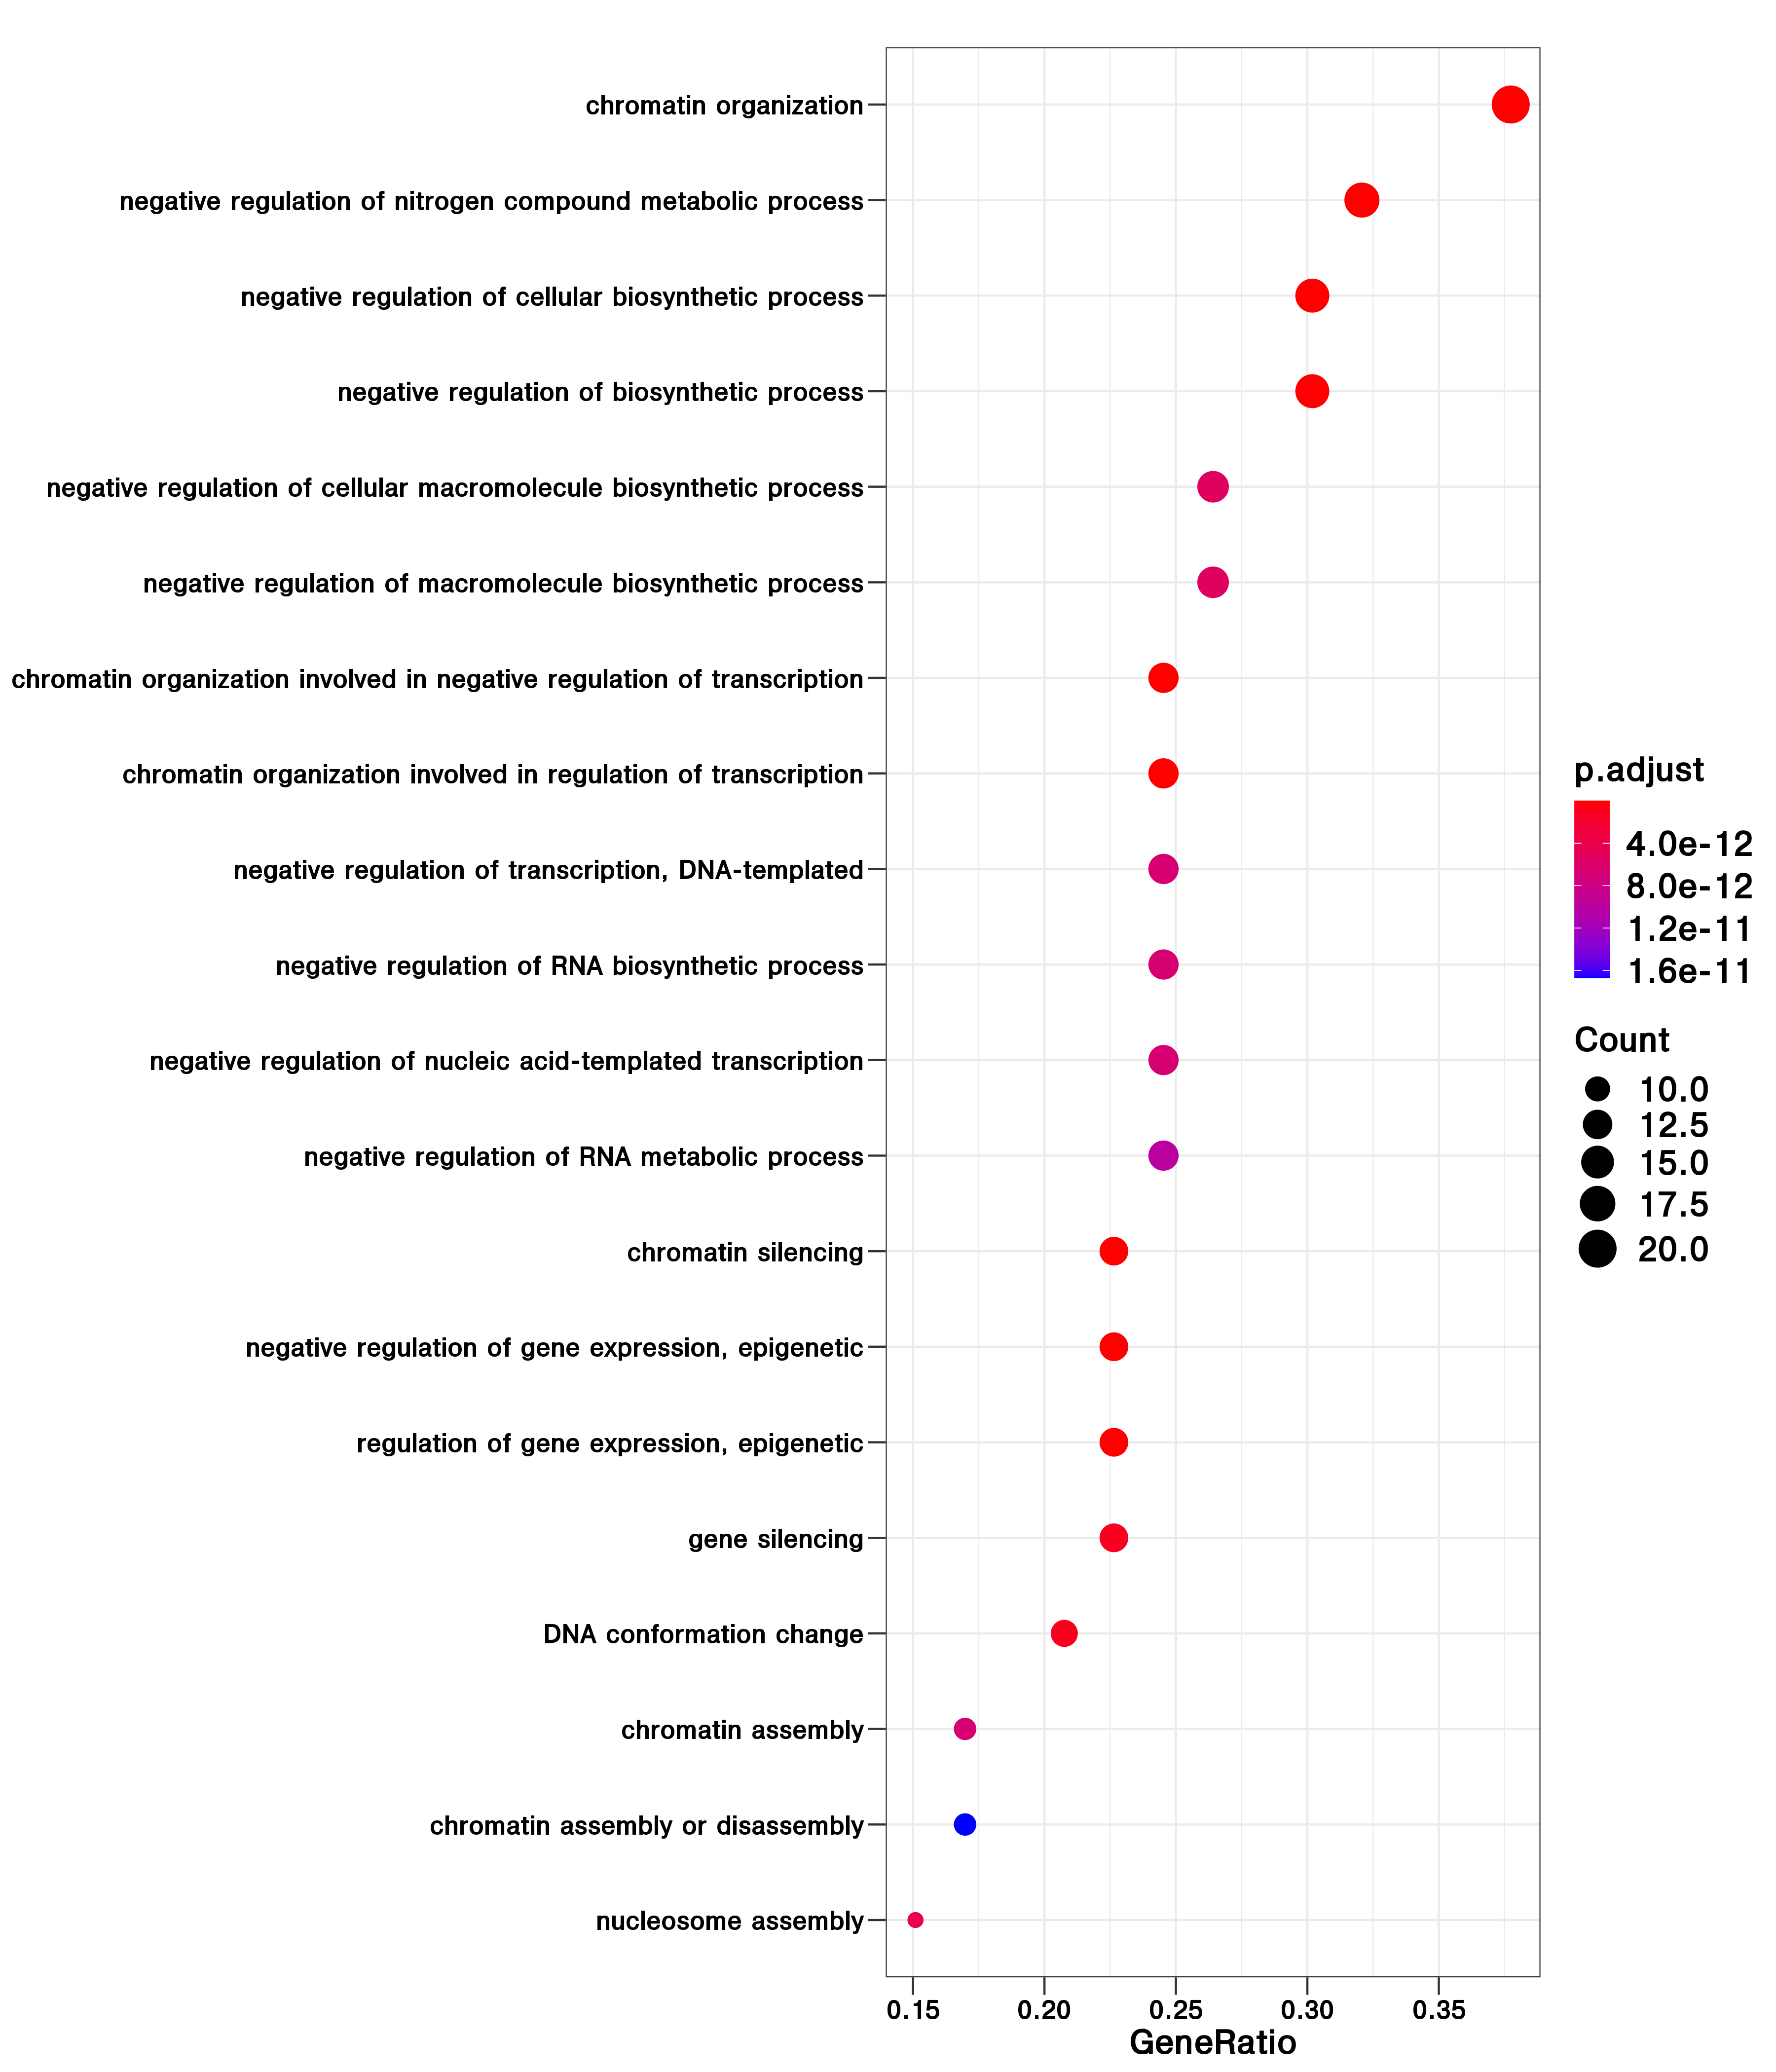 chromatin organization
negative regulation of nitrogen compound metabolic process
negative regulation of cellular biosynthetic process
negative regulation of biosynthetic process
negative regulation of cellular macromolecule biosynthetic process
negative regulation of macromolecule biosynthetic process
chromatin organization involved in negative regulation of transcription
chromatin organization involved in regulation of transcription
negative regulation of transcription, DNA-templated
negative regulation of RNA biosynthetic process
negative regulation of nucleic acid-templated transcription
negative regulation of RNA metabolic process
chromatin silencing
negative regulation of gene expression, epigenetic
regulation of gene expression, epigenetic
gene silencing
DNA conformation change
chromatin assembly
chromatin assembly or disassembly
nucleosome assembly
0.15 0.20 0.25 0.30 0.35
GeneRatio
p.adjust
4.0e-12
8.0e-12
1.2e-11
1.6e-11
Count
10.0
12.5
15.0
17.5
20.0